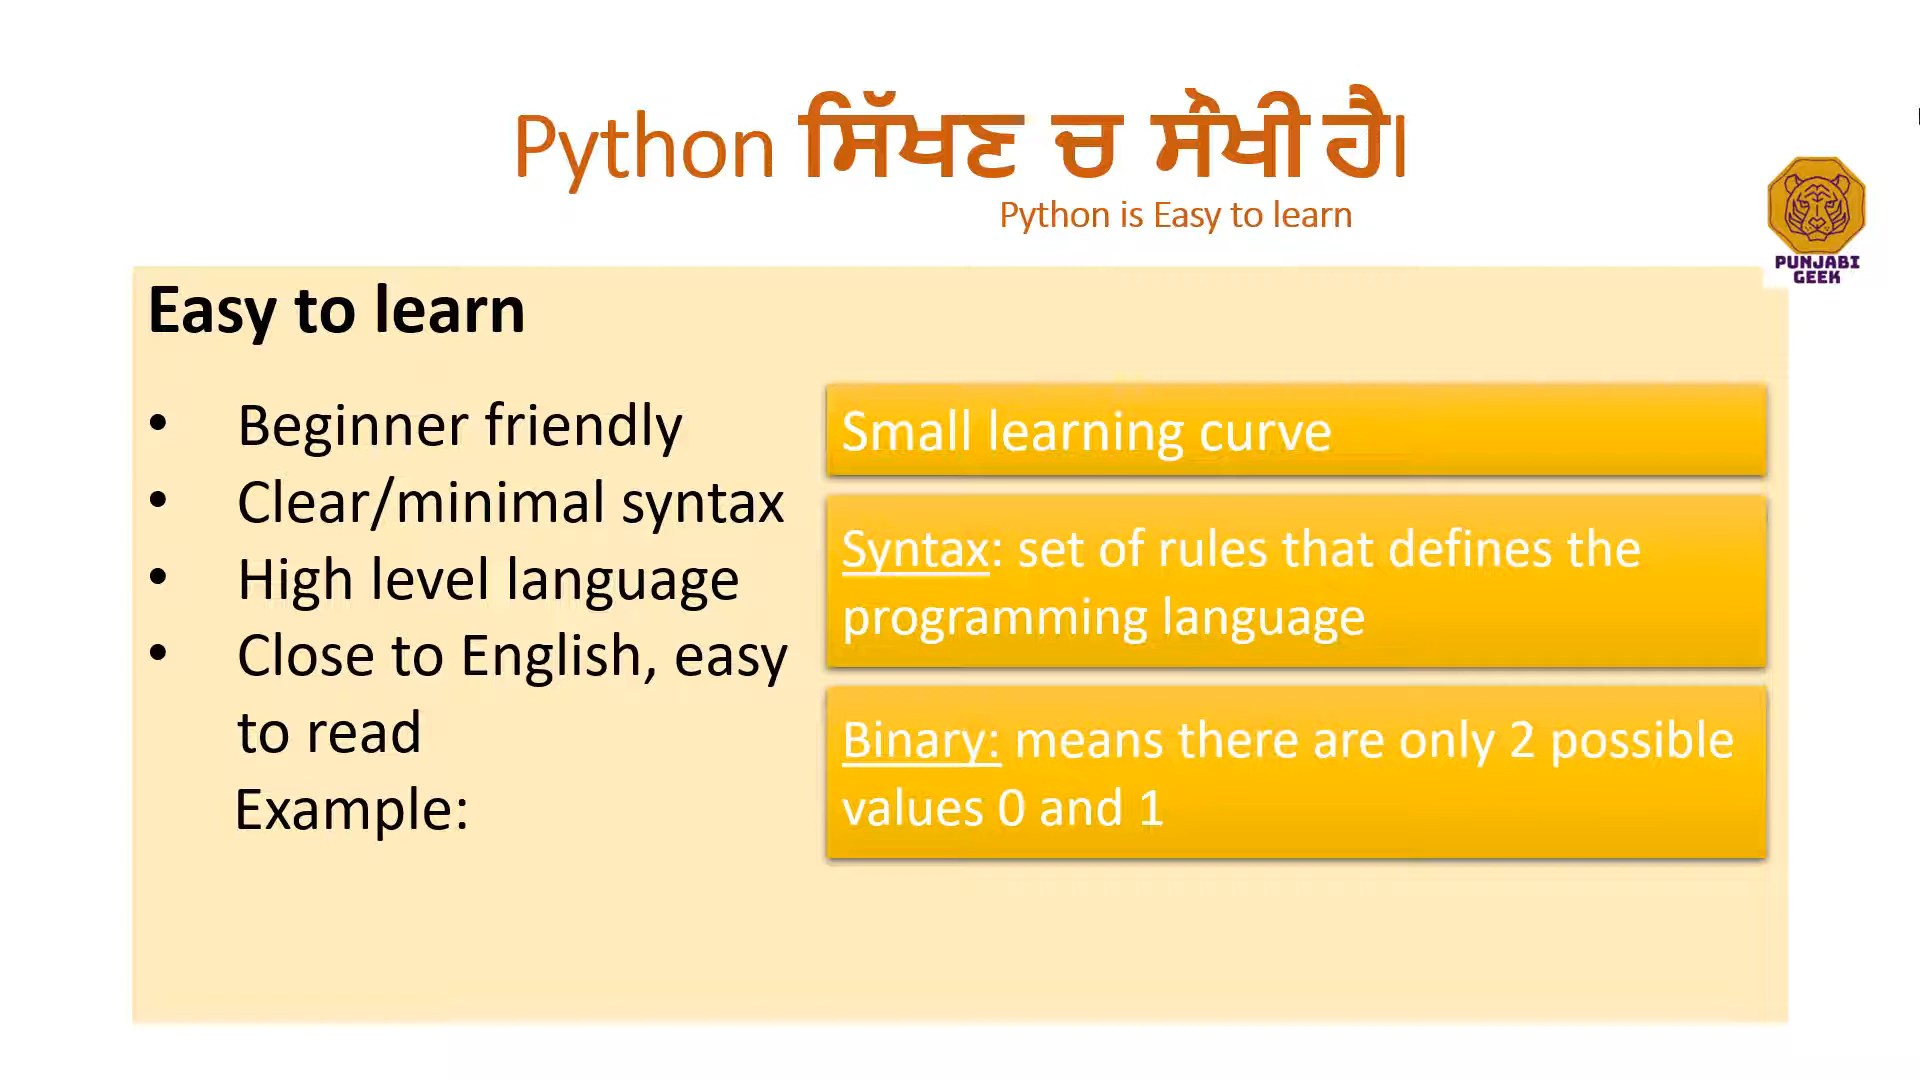 Python ਸਿੱਖਣ ਚ ਸੌਖੀ ਹੈ।
Python is Easy to learn
PUNJABI
GEEK
Easy to learn
• Beginner friendly
• Clear/minimal syntax
• High level language
• Close to English, easy
to read
Example:
Small learning curve
Syntax: set of rules that defines the
programming language
Binary: means there are only 2 possible
values 0 and 1